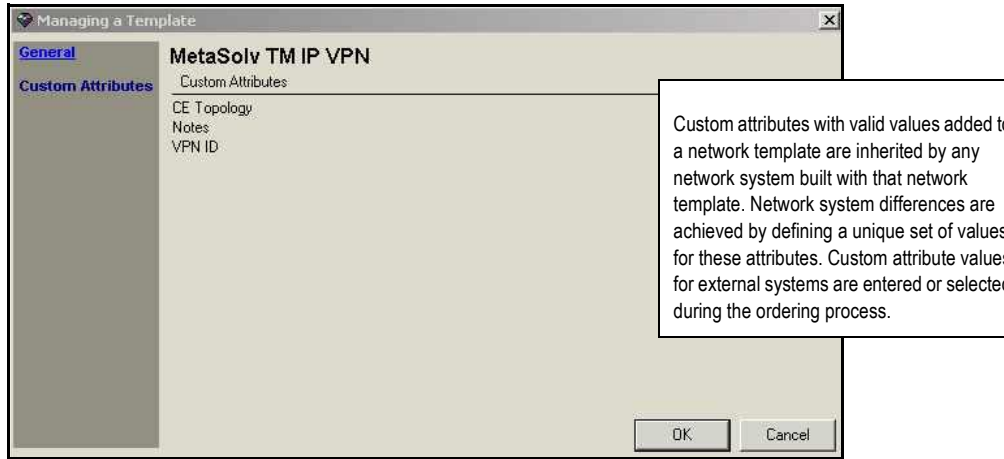 Managing a Template
General
Custom Attributes
MetaSolv TM IP VPN
Custom Attributes
CE Topology
Notes
VPN ID
Custom attributes with valid values added t
a network template are inherited by any
network system built with that network
template. Network system differences are
achieved by defining a unique set of values
for these attributes. Custom attribute values
for external systems are entered or selected
during the ordering process.
OK
Cancel